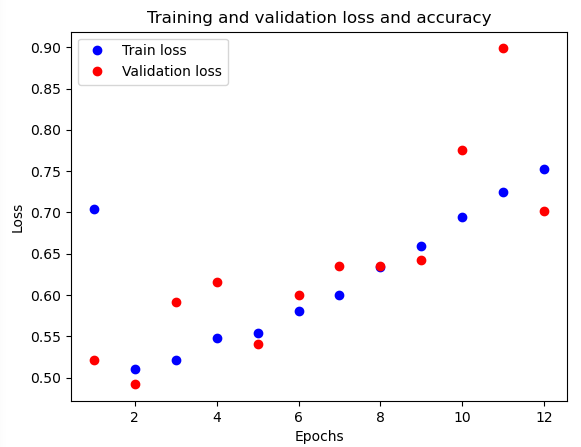 Training and validation loss and accuracy
Train loss
Validation loss
0.90
0.85
0.80
0.75
0.70
0.65
0.60
0.55
0.50
Loss
2 4 6 8 10 12
Epochs